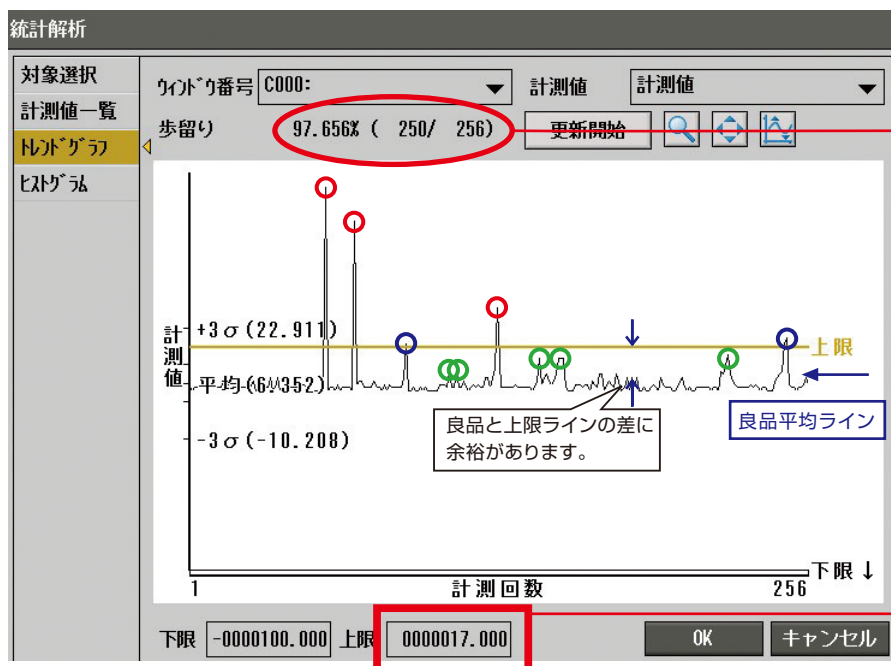 統計解析
対象選択
計測値一覧
ﾄﾚﾝﾄﾞｸﾞﾗﾌ
ﾋｽﾄｸﾞﾗﾑ
ｳｨﾝﾄﾞｳ番号 C000: 計測値 計測値
歩留り 97.656% ( 250/ 256) 更新開始
計測値
+3σ(22.911)
上限
平均(6.352)
良品平均ライン
良品と上限ラインの差に
余裕があります。
-3σ(-10.208)
下限↓
1 計測回数 256
下限 -0000100.000 上限 0000017.000 OK キャンセル